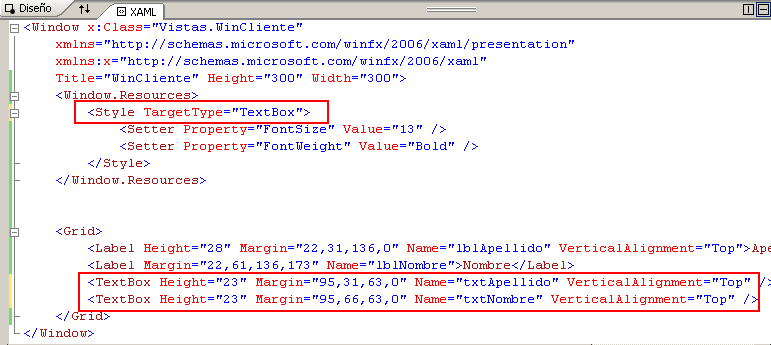 Diseño XAML
<Window x:Class="Vistas.WinCliente"
xmlns="http://schemas.microsoft.com/winfx/2006/xaml/presentation"
xmlns:x="http://schemas.microsoft.com/winfx/2006/xaml"
Title="WinCliente" Height="300" Width="300">
<Window.Resources>
<Style TargetType="TextBox">
<Setter Property="FontSize" Value="13" />
<Setter Property="FontWeight" Value="Bold" />
</Style>
</Window.Resources>
<Grid>
<Label Height="28" Margin="22,31,136,0" Name="lblApellido" VerticalAlignment="Top">Ape
<Label Margin="22,61,136,173" Name="lblNombre">Nombre</Label>
<TextBox Height="23" Margin="95,31,63,0" Name="txtApellido" VerticalAlignment="Top" />
<TextBox Height="23" Margin="95,66,63,0" Name="txtNombre" VerticalAlignment="Top" />
</Grid>
</Window>